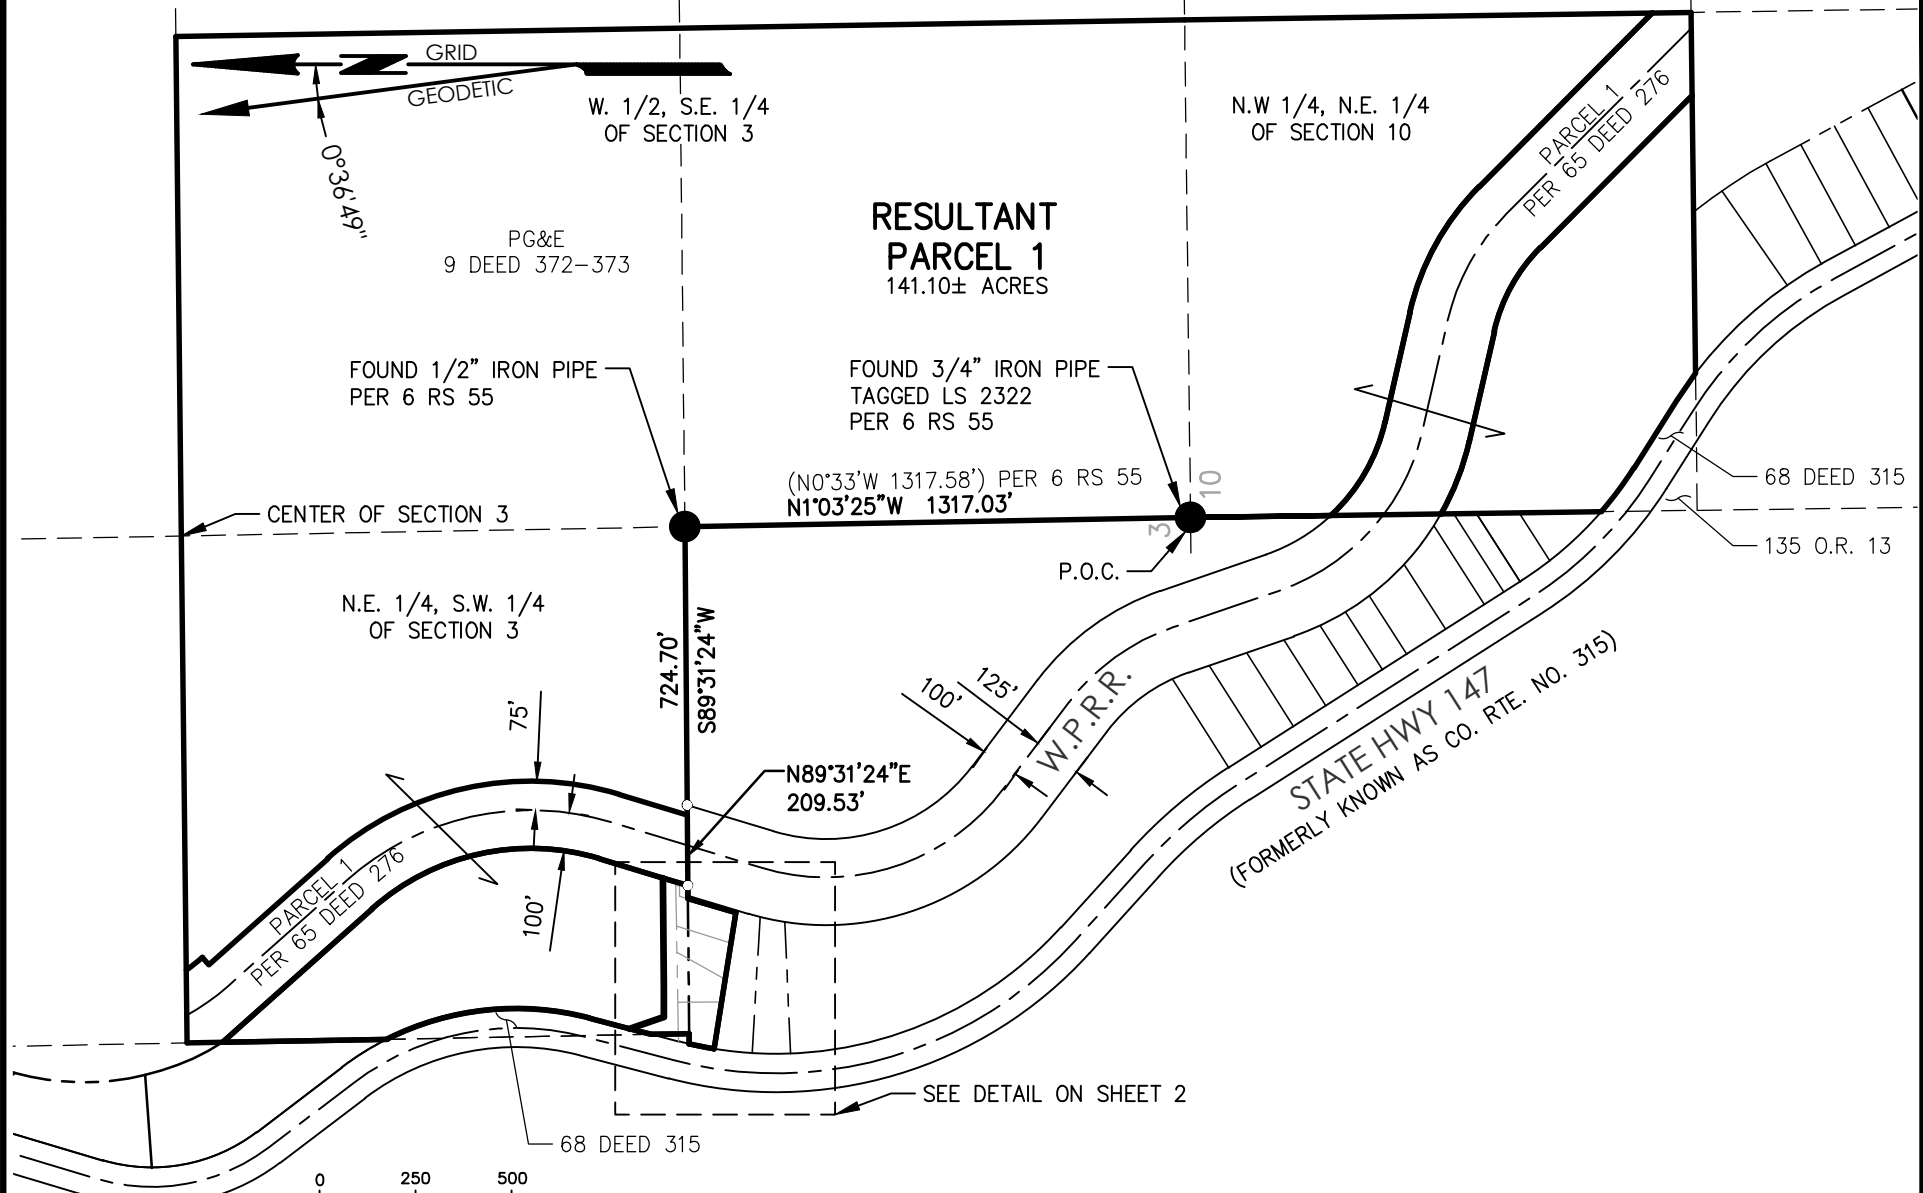 GRID
GEODETIC
0°36'49"
W. 1/2, S.E. 1/4
OF SECTION 3
N.W 1/4, N.E. 1/4
OF SECTION 10
PARCEL 1
PER 65 DEED 276
PG&E
9 DEED 372-373
RESULTANT
PARCEL 1
141.10± ACRES
FOUND 1/2" IRON PIPE
PER 6 RS 55
FOUND 3/4" IRON PIPE
TAGGED LS 2322
PER 6 RS 55
(N0°33'W 1317.58') PER 6 RS 55
N1°03'25"W 1317.03'
10
3
68 DEED 315
CENTER OF SECTION 3
P.O.C.
135 O.R. 13
N.E. 1/4, S.W. 1/4
OF SECTION 3
724.70'
S89°31'24"W
75'
100'
125'
W.P.R.R.
STATE HWY 147
(FORMERLY KNOWN AS CO. RTE. NO. 315)
N89°31'24"E
209.53'
PARCEL 1
PER 65 DEED 276
100'
SEE DETAIL ON SHEET 2
68 DEED 315
0 250 500